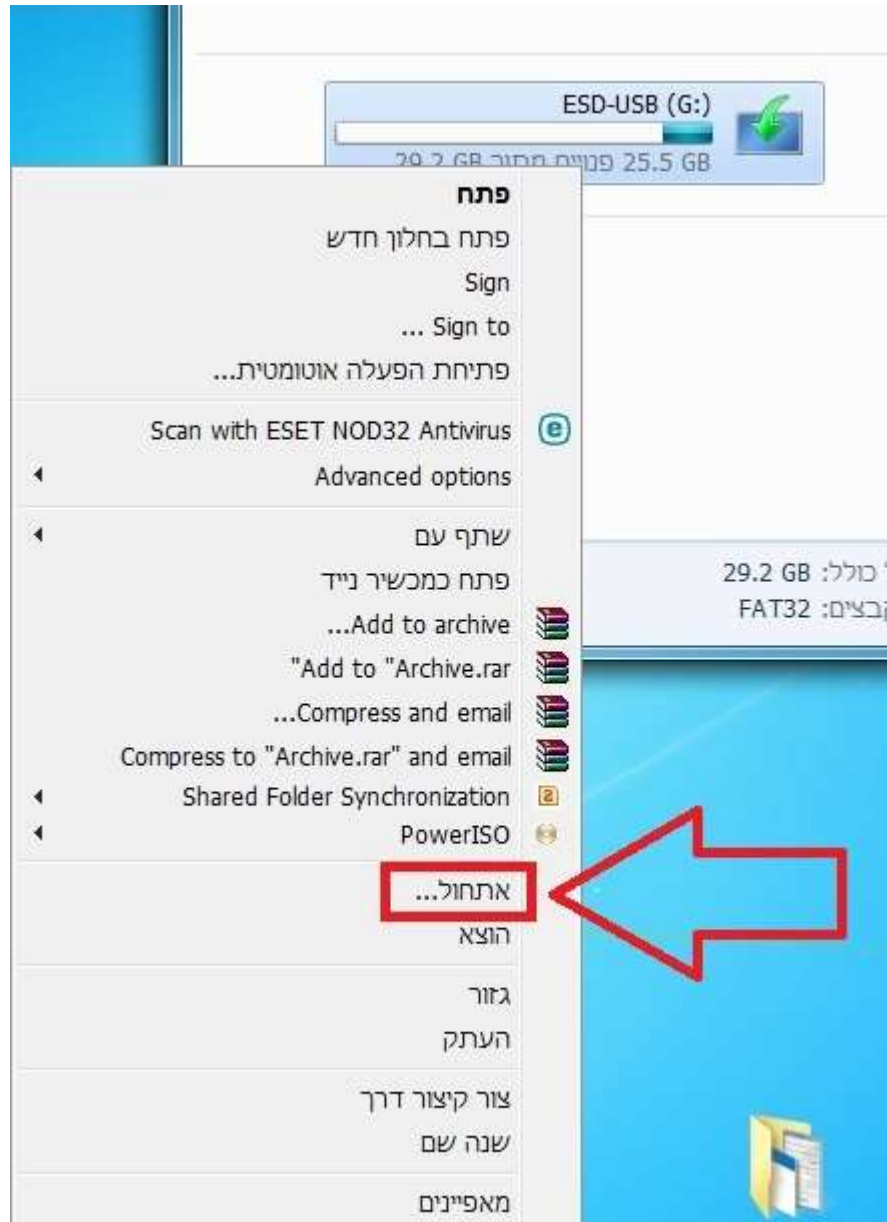 ESD-USB (G:)
25.5 GB פנויים מתוך 29.2 GB
פתח
פתח בחלון חדש
Sign
Sign to ...
פתיחת הפעלה אוטומטית...
Scan with ESET NOD32 Antivirus
Advanced options
שתף עם
פתח כמכשיר נייד
Add to archive...
Add to "Archive.rar"
Compress and email...
Compress to "Archive.rar" and email
Shared Folder Synchronization
PowerISO
אתחול...
הוצא
גזור
העתק
צור קיצור דרך
שנה שם
מאפיינים
כולל: 29.2 GB
קבצים: FAT32